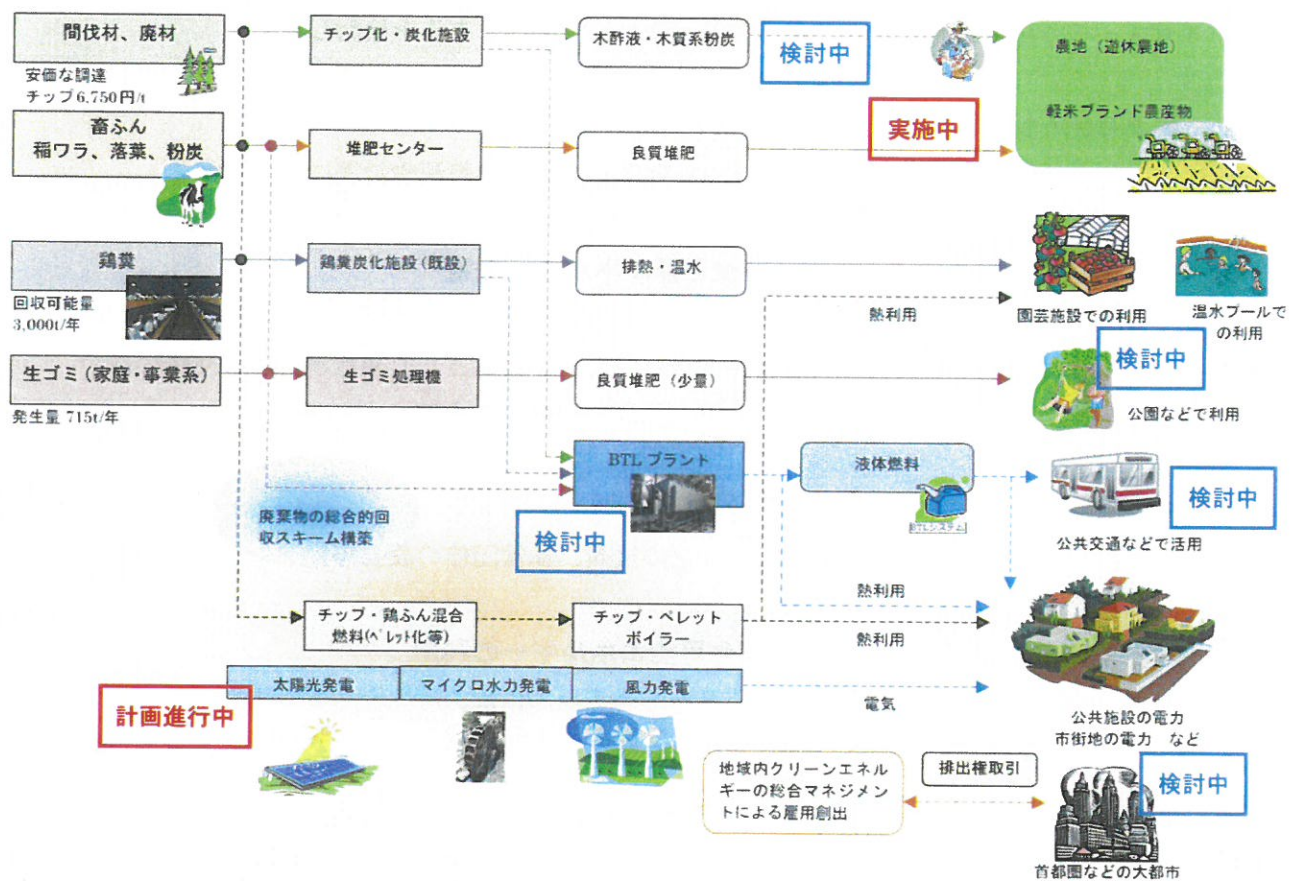 間伐材、廃材
チップ化・炭化施設
木酢液・木質系粉炭
検討中
農地（遊休農地）
安価な調達
チップ6,750円/t
軽米ブランド農産物
実施中
畜ふん
稲ワラ、落葉、粉炭
堆肥センター
良質堆肥
鶏糞
鶏糞炭化施設（既設）
排熱・温水
回収可能量
3,000t/年
熱利用
園芸施設での利用
温水プールで
の利用
検討中
生ゴミ（家庭・事業系）
生ゴミ処理機
良質堆肥（少量）
発生量 715t/年
公園などで利用
BTL プラント
液体燃料
BTLシステム
検討中
公共交通などで活用
廃棄物の総合的回
収スキーム構築
検討中
熱利用
チップ・鶏ふん混合
燃料(ペレット化等)
チップ・ペレット
ボイラー
熱利用
太陽光発電
マイクロ水力発電
風力発電
電気
計画進行中
公共施設の電力
市街地の電力　など
地域内クリーンエネル
ギーの総合マネジメン
トによる雇用創出
排出権取引
検討中
首都圏などの大都市